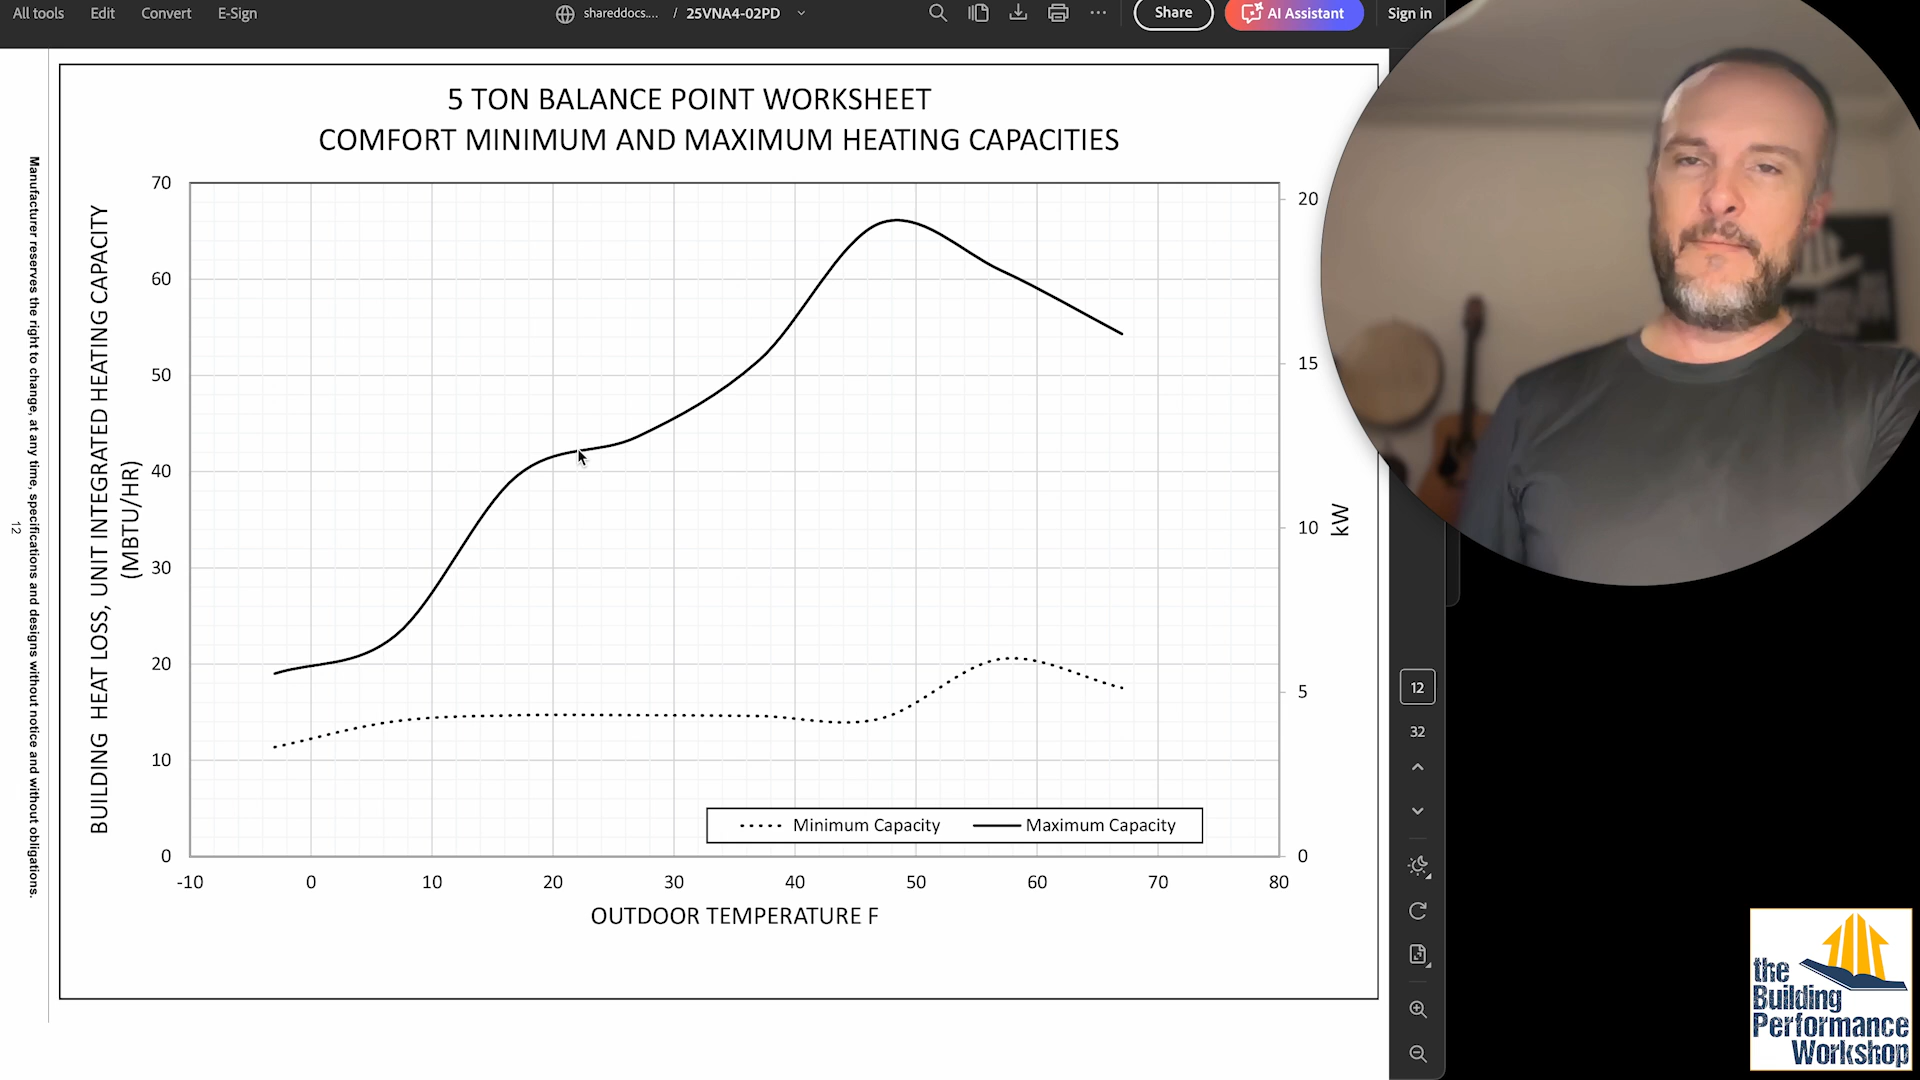 All tools Edit Convert E-Sign
shareddocs.... / 25VNA4-02PD
Share AI Assistant Sign in
5 TON BALANCE POINT WORKSHEET
COMFORT MINIMUM AND MAXIMUM HEATING CAPACITIES
Manufacturer reserves the right to change, at any time, specifications and designs without notice and without obligations.
12
BUILDING HEAT LOSS, UNIT INTEGRATED HEATING CAPACITY
(MBTU/HR)
70
60
50
40
30
20
10
0
20
15
10
5
0
kW
Minimum Capacity Maximum Capacity
-10 0 10 20 30 40 50 60 70 80
OUTDOOR TEMPERATURE F
12
32
the
Building
Performance
Workshop